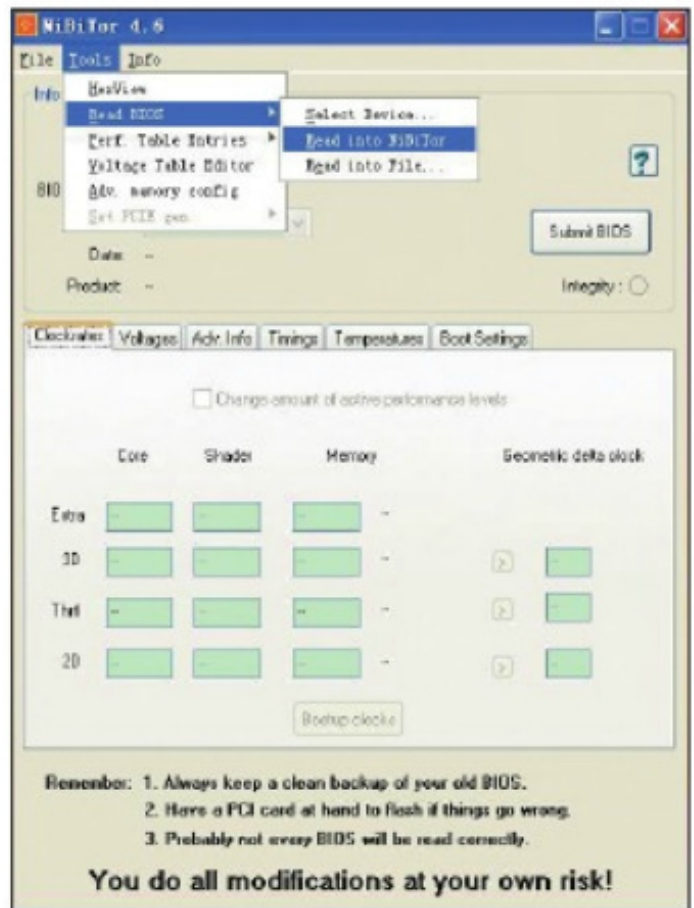 NiBiTor 4.6
File Tools Info
Info HexView
Read BIOS Select Device...
Perf. Table Entries Read into NiBiTor
Voltage Table Editor Read into File...
BIO Adv. memory config
Set PCIE gen ?
Submit BIOS
Date: --
Product: -- Integrity :
Clockrates Voltages Adv. Info Timings Temperatures Boot Settings
Change amount of active performance levels
Core Shader Memory Geometric delta clock
Extra -- -- -- --
3D -- -- -- -- > --
Thrtl -- -- -- -- > --
2D -- -- -- -- > --
Bootup clocks
Remember: 1. Always keep a clean backup of your old BIOS.
2. Have a PCI card at hand to flash if things go wrong.
3. Probably not every BIOS will be read correctly.
You do all modifications at your own risk!